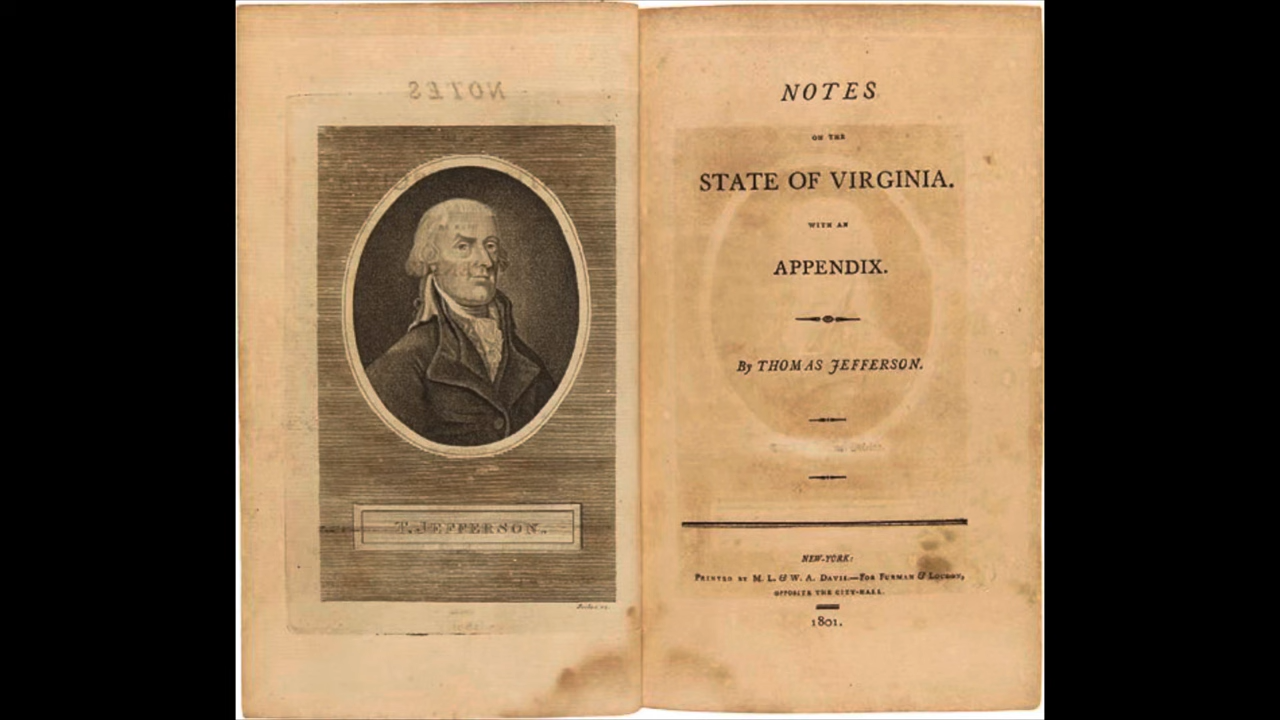 T. JEFFERSON.
NOTES
ON THE
STATE OF VIRGINIA.
WITH AN
APPENDIX.
By THOMAS JEFFERSON.
NEW-YORK:
PRINTED BY M. L. & W. A. DAVIS.—FOR FURMAN & LOUDON,
OPPOSITE THE CITY-HALL.
1801.